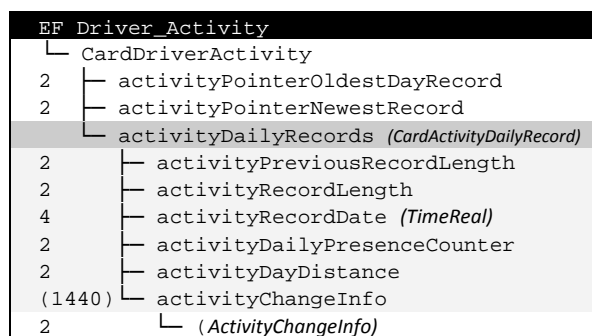 EF Driver_Activity
└─ CardDriverActivity
2 ├─ activityPointerOldestDayRecord
2 ├─ activityPointerNewestRecord
└─ activityDailyRecords (CardActivityDailyRecord)
2 ├─ activityPreviousRecordLength
2 ├─ activityRecordLength
4 ├─ activityRecordDate (TimeReal)
2 ├─ activityDailyPresenceCounter
2 ├─ activityDayDistance
(1440) └─ activityChangeInfo
2 └─ (ActivityChangeInfo)